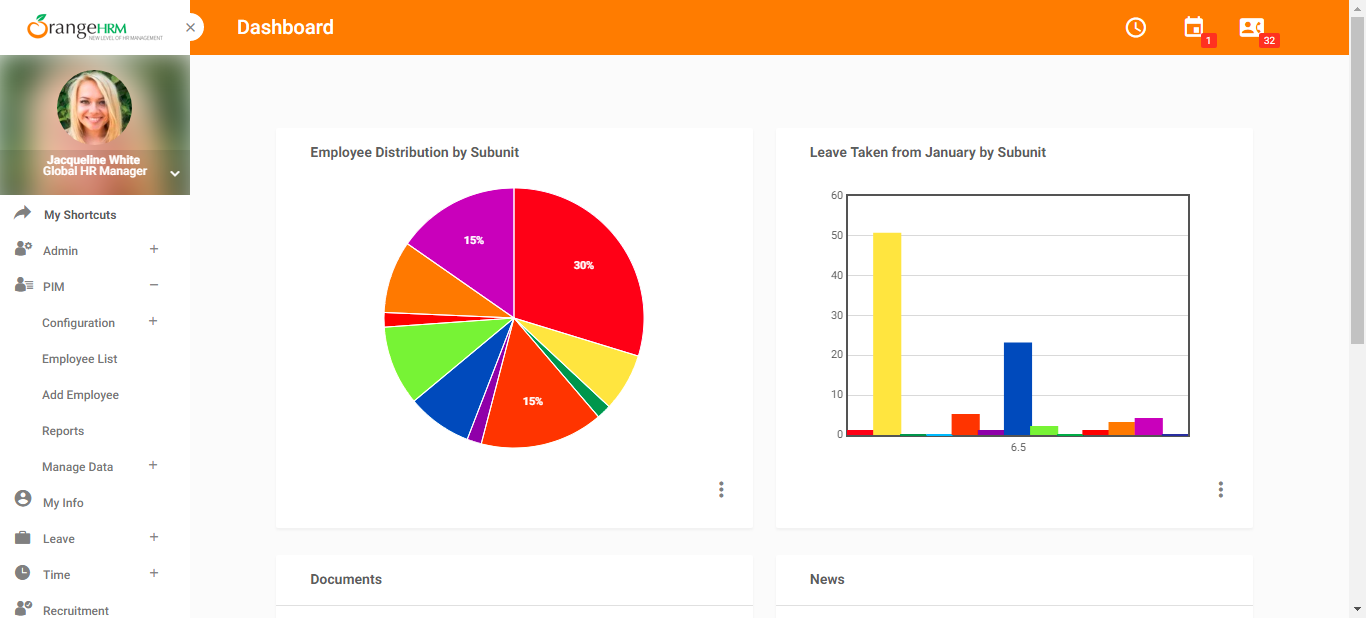 OrangeHRM
NEW LEVEL OF HR MANAGEMENT
Dashboard
1
32
Jacqueline White
Global HR Manager
My Shortcuts
Admin
PIM
Configuration
Employee List
Add Employee
Reports
Manage Data
My Info
Leave
Time
Recruitment
Employee Distribution by Subunit
15%
30%
15%
Leave Taken from January by Subunit
60
50
40
30
20
10
0
6.5
Documents
News